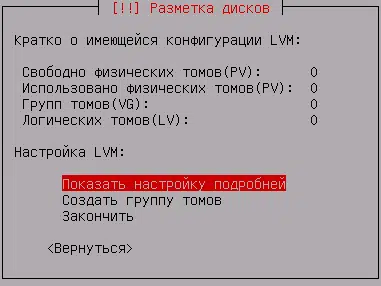 [!!] Разметка дисков
Кратко о имеющейся конфигурации LVM:
Свободно физических томов(PV): 0
Использовано физических томов(PV): 0
Групп томов(VG): 0
Логических томов(LV): 0
Настройка LVM:
Показать настройку подробней
Создать группу томов
Закончить
<Вернуться>